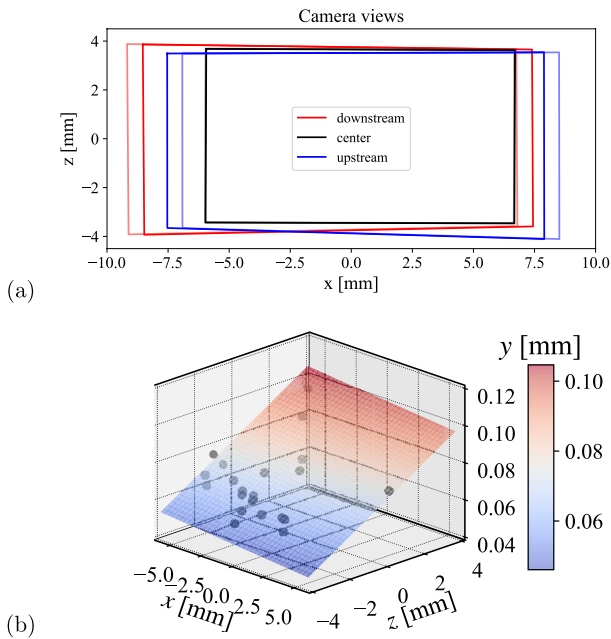 Camera views
4
2
0
−2
−4
z [mm]
downstream
center
upstream
−10.0 −7.5 −5.0 −2.5 0.0 2.5 5.0 7.5 10.0
x [mm]
(a)
y [mm]
0.12
0.10
0.08
0.06
0.04
0.10
0.08
0.06
−5.0 −2.5 0.0 2.5 5.0
x [mm]
−4 −2 0 2 4
z [mm]
(b)